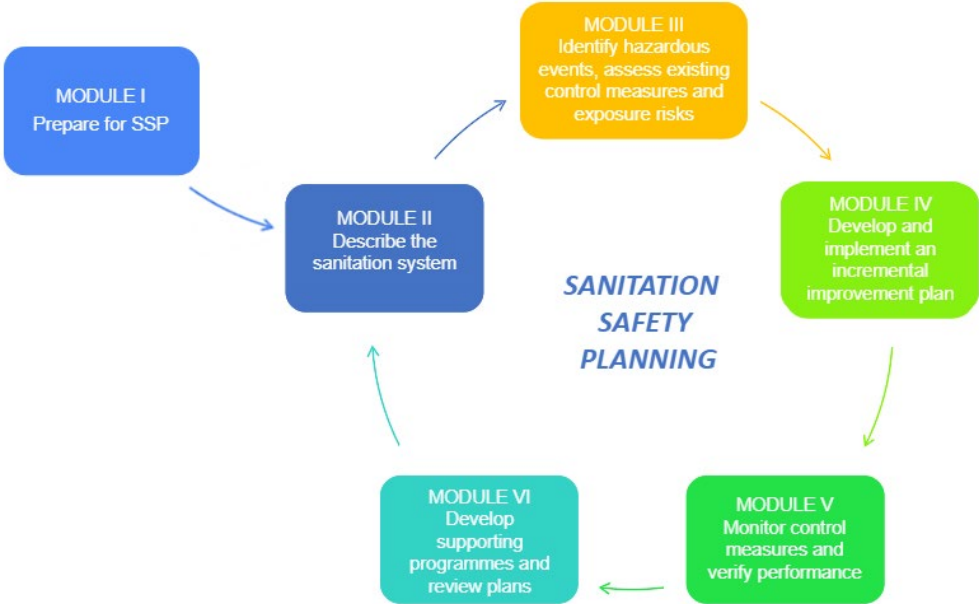 MODULE I
Prepare for SSP
MODULE II
Describe the
sanitation system
MODULE III
Identify hazardous
events, assess existing
control measures and
exposure risks
MODULE IV
Develop and
implement an
incremental
improvement plan
MODULE V
Monitor control
measures and
verify performance
MODULE VI
Develop
supporting
programmes and
review plans
SANITATION
SAFETY
PLANNING